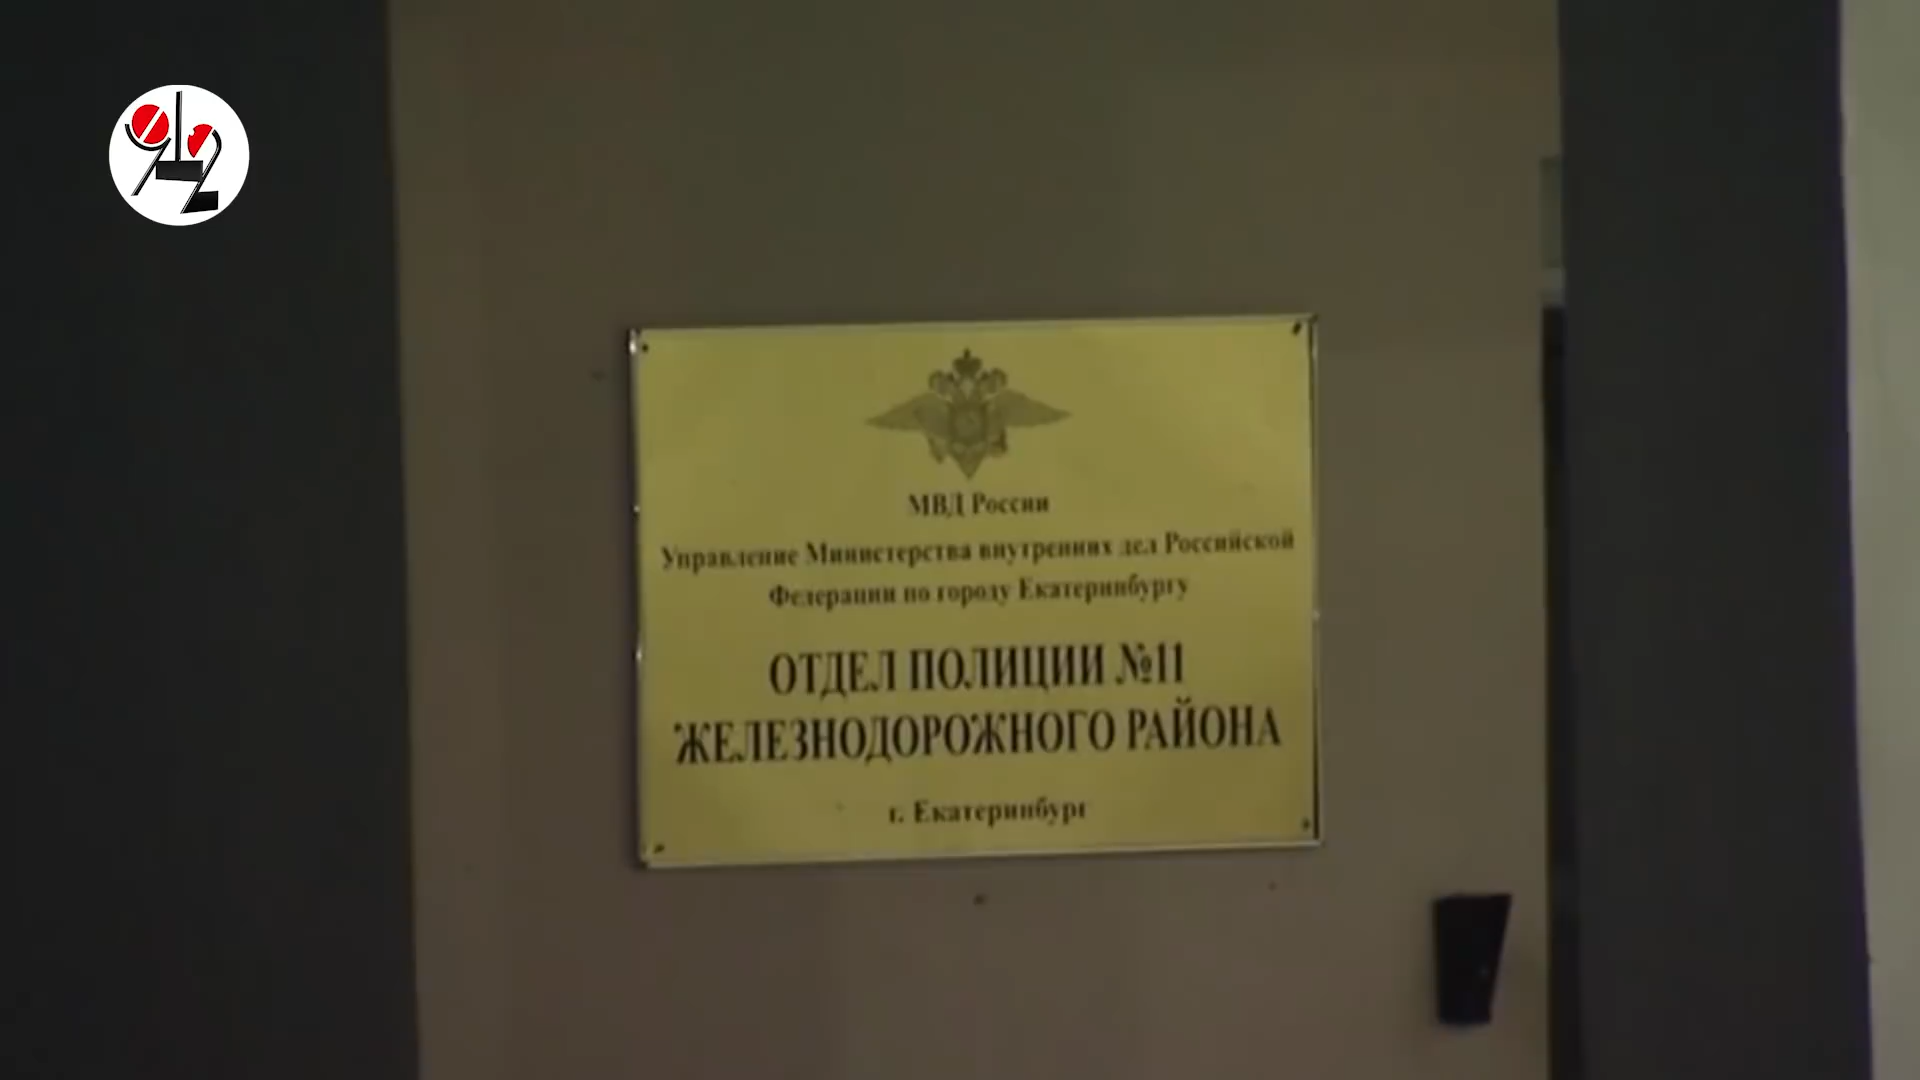 МВД России
Управление Министерства внутренних дел Российской
Федерации по городу Екатеринбургу
ОТДЕЛ ПОЛИЦИИ №11
ЖЕЛЕЗНОДОРОЖНОГО РАЙОНА
г. Екатеринбург